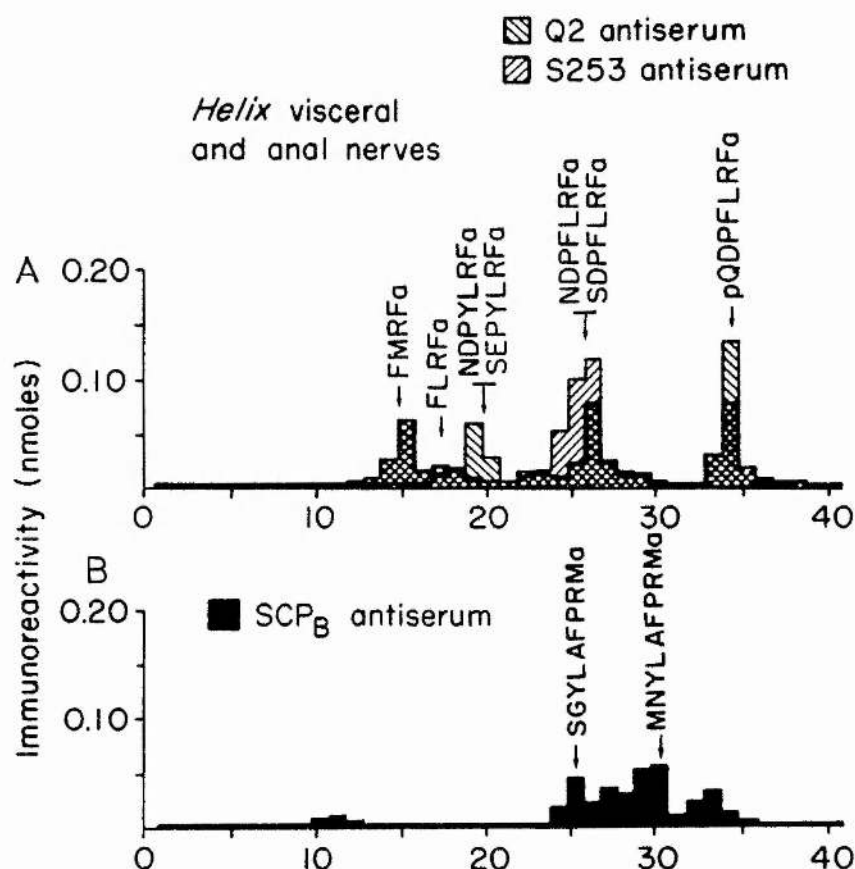 Q2 antiserum
S253 antiserum
Helix visceral
and anal nerves
A
Immunoreactivity (nmoles)
0.20
0.10
FMRFa
FLRFa
NDPYLRFa
SEPYLRFa
NDPFLRFa
SDPFLRFa
pQDPFLRFa
0
10
20
30
40
B
SCPB antiserum
0.20
0.10
SGYLAFPRMa
MNYLAFPRMa
0
10
20
30
40